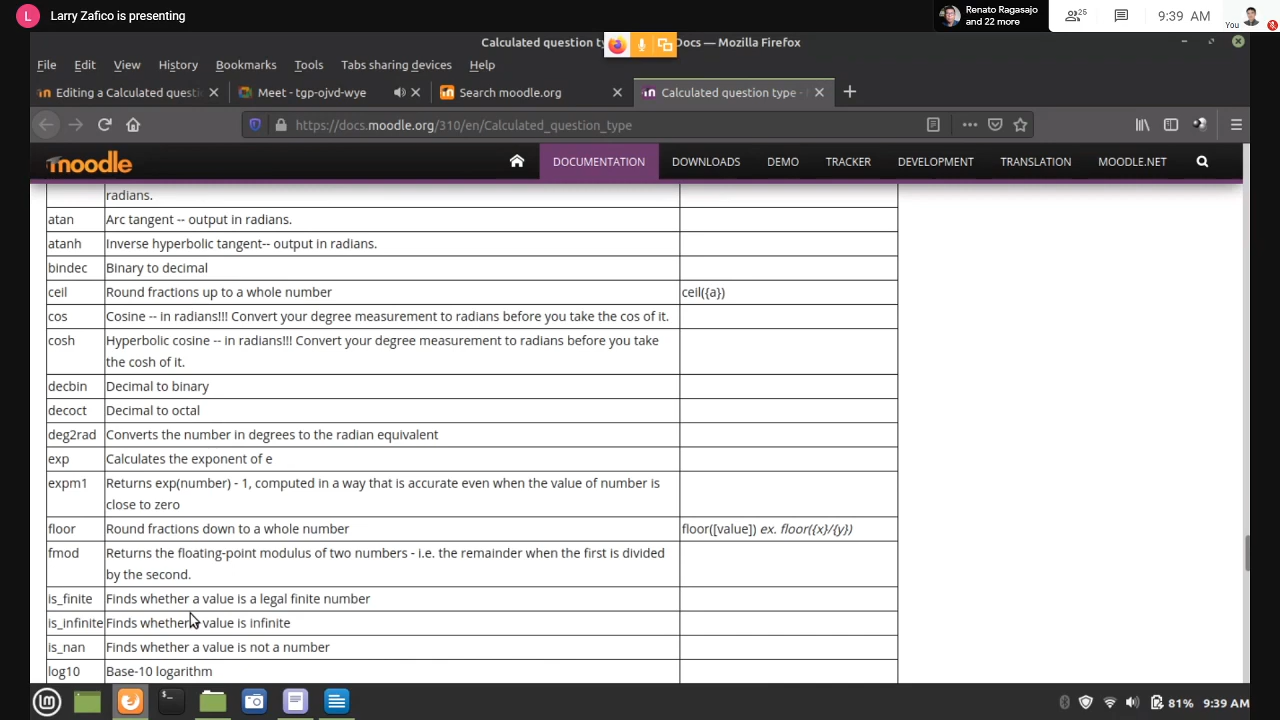 L Larry Zafico is presenting
Renato Ragasajo
and 22 more
25
9:39 AM
You
Calculated question ty
Docs — Mozilla Firefox
File Edit View History Bookmarks Tools Tabs sharing devices Help
Editing a Calculated questi
Meet - tgp-ojvd-wye
Search moodle.org
Calculated question type -
https://docs.moodle.org/310/en/Calculated_question_type
moodle
DOCUMENTATION DOWNLOADS DEMO TRACKER DEVELOPMENT TRANSLATION MOODLE.NET
radians.
atan Arc tangent -- output in radians.
atanh Inverse hyperbolic tangent-- output in radians.
bindec Binary to decimal
ceil Round fractions up to a whole number ceil({a})
cos Cosine -- in radians!!! Convert your degree measurement to radians before you take the cos of it.
cosh Hyperbolic cosine -- in radians!!! Convert your degree measurement to radians before you take
the cosh of it.
decbin Decimal to binary
decoct Decimal to octal
deg2rad Converts the number in degrees to the radian equivalent
exp Calculates the exponent of e
expm1 Returns exp(number) - 1, computed in a way that is accurate even when the value of number is
close to zero
floor Round fractions down to a whole number floor([value]) ex. floor({x}/{y})
fmod Returns the floating-point modulus of two numbers - i.e. the remainder when the first is divided
by the second.
is_finite Finds whether a value is a legal finite number
is_infinite Finds whether a value is infinite
is_nan Finds whether a value is not a number
log10 Base-10 logarithm
81% 9:39 AM